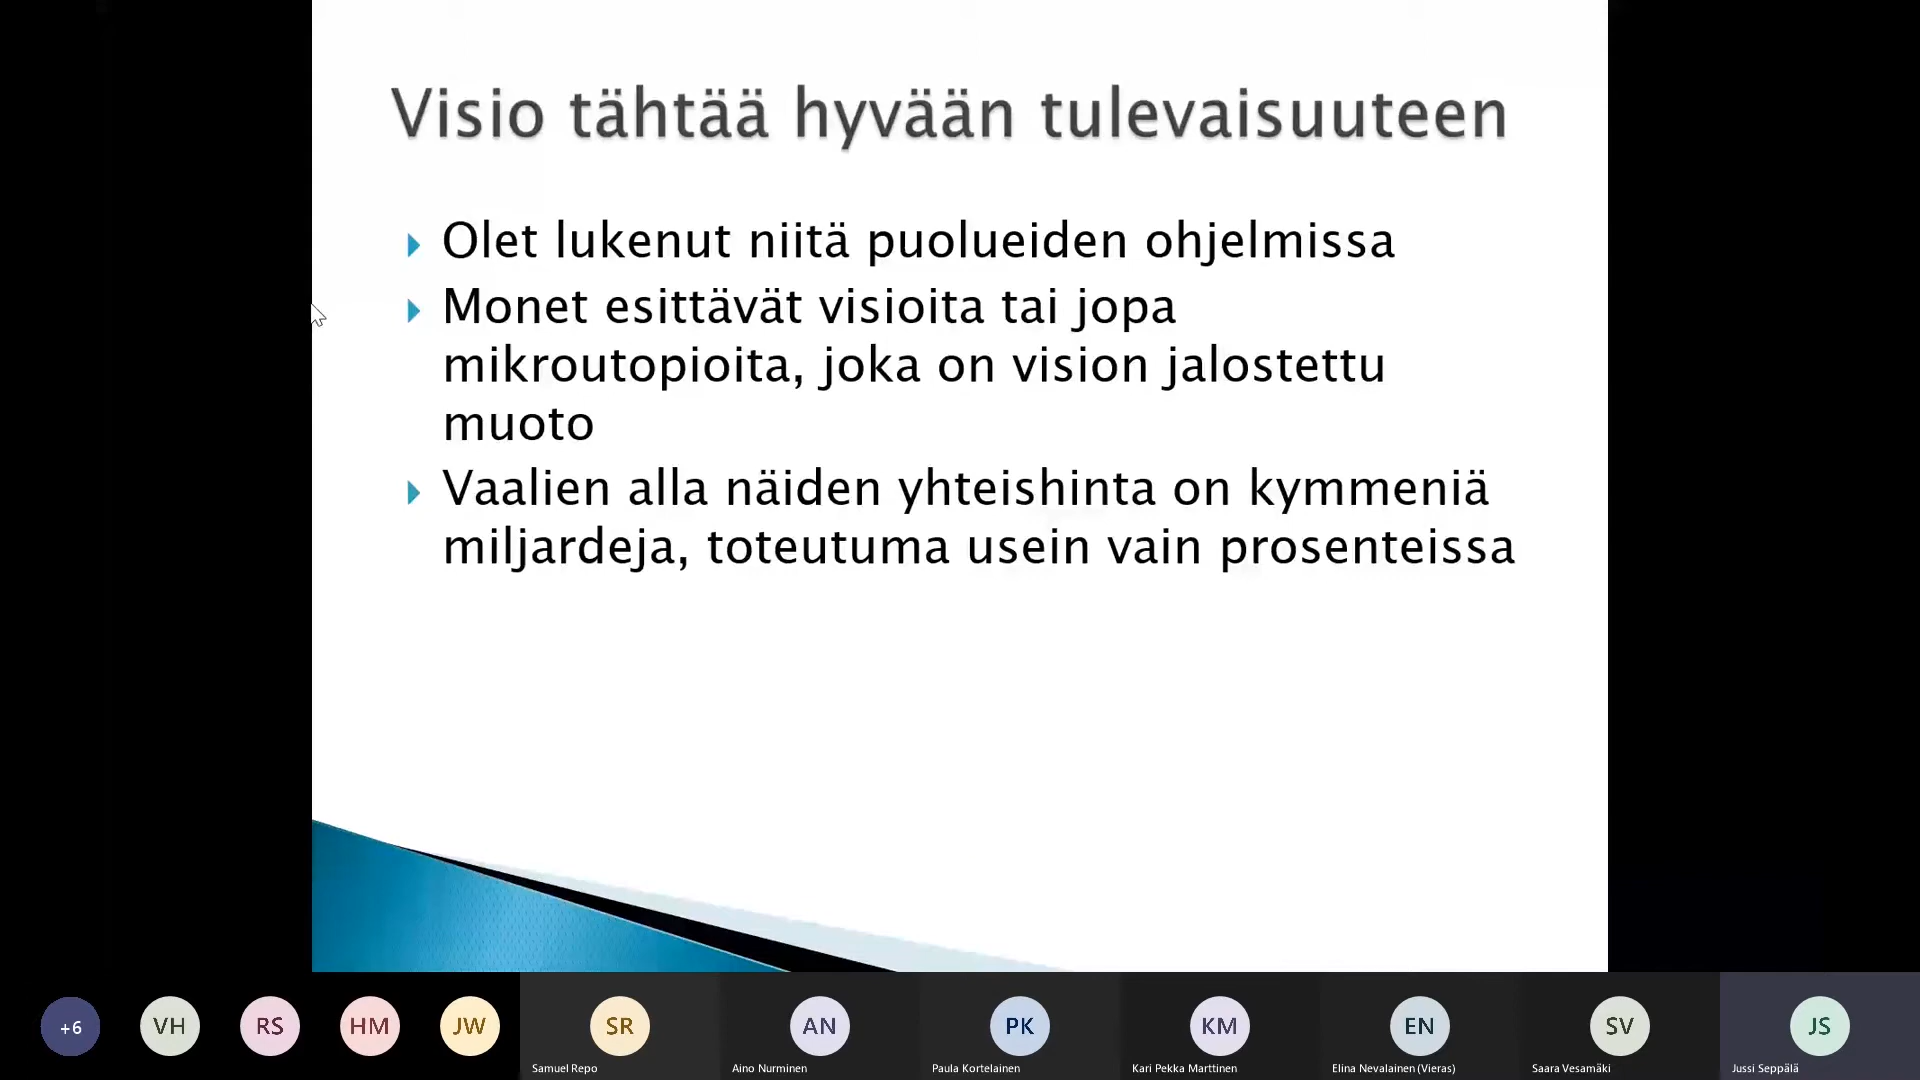 Visio tähtää hyvään tulevaisuuteen
Olet lukenut niitä puolueiden ohjelmissa
Monet esittävät visioita tai jopa
mikroutopioita, joka on vision jalostettu
muoto
Vaalien alla näiden yhteishinta on kymmeniä
miljardeja, toteutuma usein vain prosenteissa
+6
VH
RS
HM
JW
SR
AN
PK
KM
EN
SV
JS
Samuel Repo
Aino Nurminen
Paula Kortelainen
Kari Pekka Marttinen
Elina Nevalainen (Vieras)
Saara Vesamäki
Jussi Seppälä